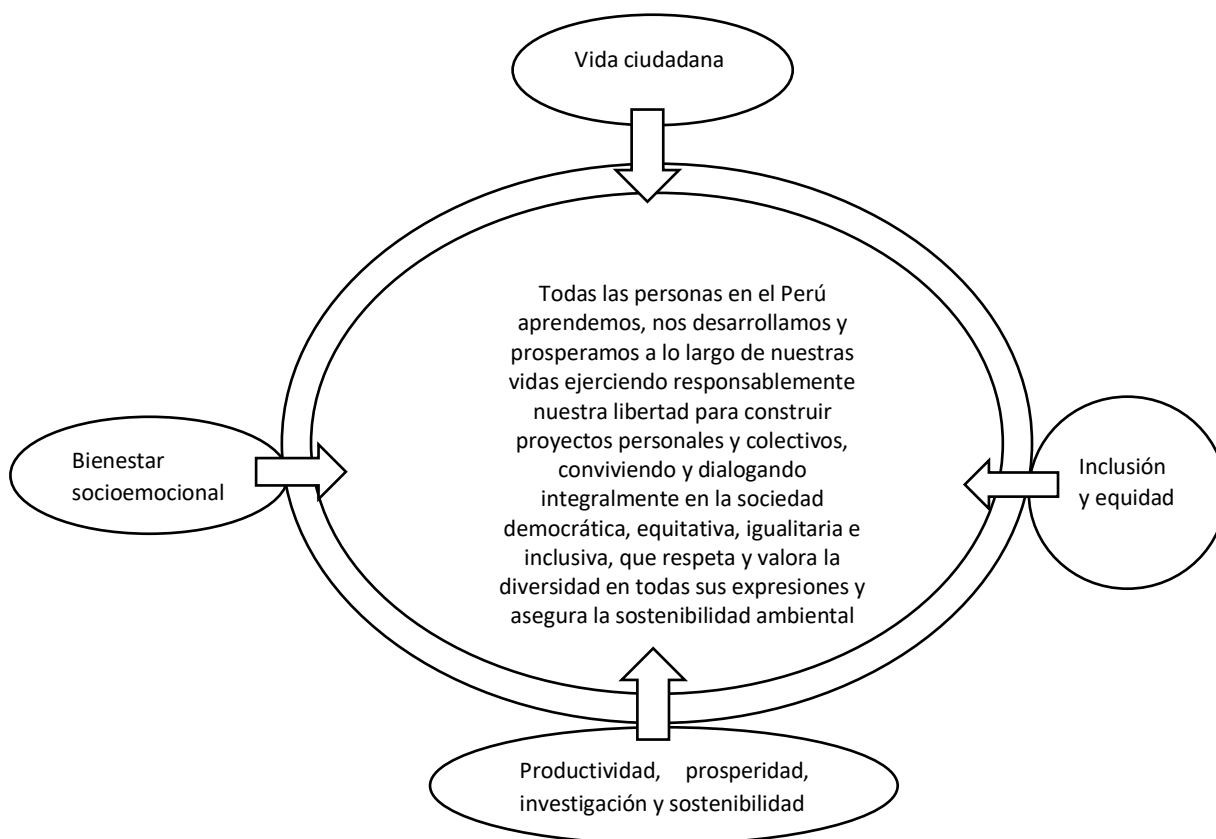 Vida ciudadana
Todas las personas en el Perú
aprendemos, nos desarrollamos y
prosperamos a lo largo de nuestras
vidas ejerciendo responsablemente
nuestra libertad para construir
proyectos personales y colectivos,
conviviendo y dialogando
integralmente en la sociedad
democrática, equitativa, igualitaria e
inclusiva, que respeta y valora la
diversidad en todas sus expresiones y
asegura la sostenibilidad ambiental
Bienestar
socioemocional
Inclusión
y equidad
Productividad, prosperidad,
investigación y sostenibilidad